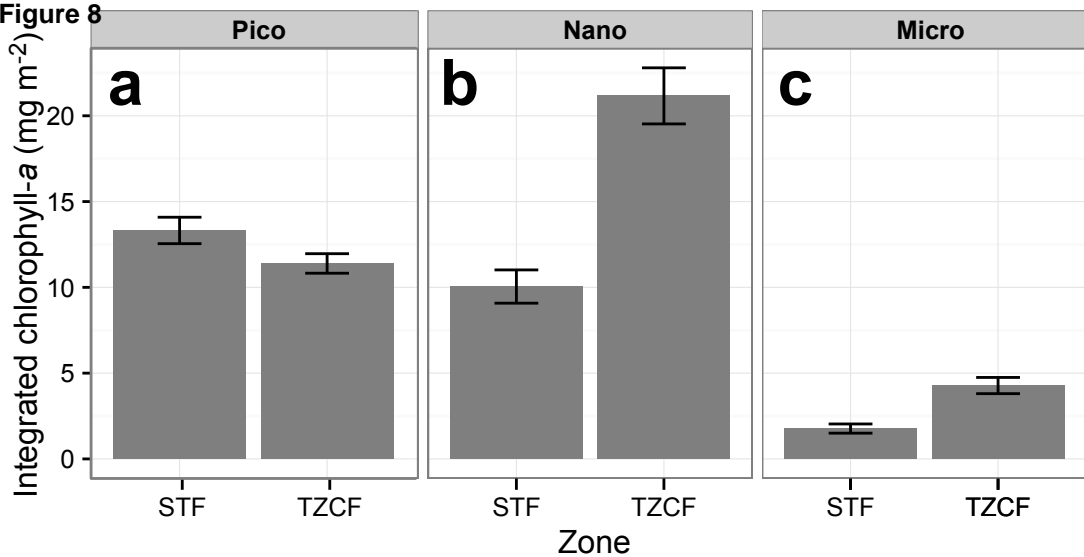 Figure 8
Pico Nano Micro
a b c
Integrated chlorophyll-a (mg m⁻²)
20
15
10
5
0
STF TZCF STF TZCF STF TZCF
Zone